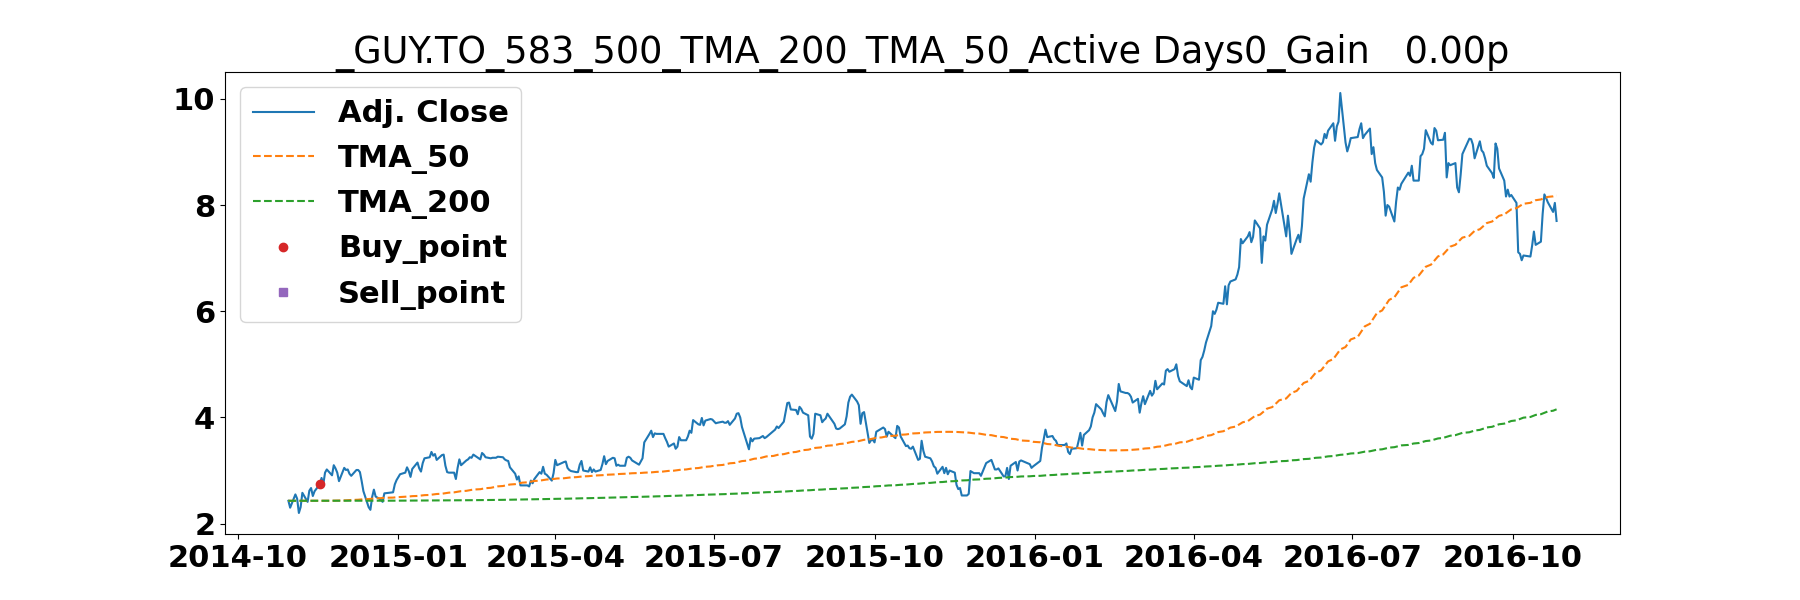 _GUY.TO_583_500_TMA_200_TMA_50_Active Days0_Gain   0.00p
10
8
6
4
2
Adj. Close
TMA_50
TMA_200
Buy_point
Sell_point
2014-10 2015-01 2015-04 2015-07 2015-10 2016-01 2016-04 2016-07 2016-10